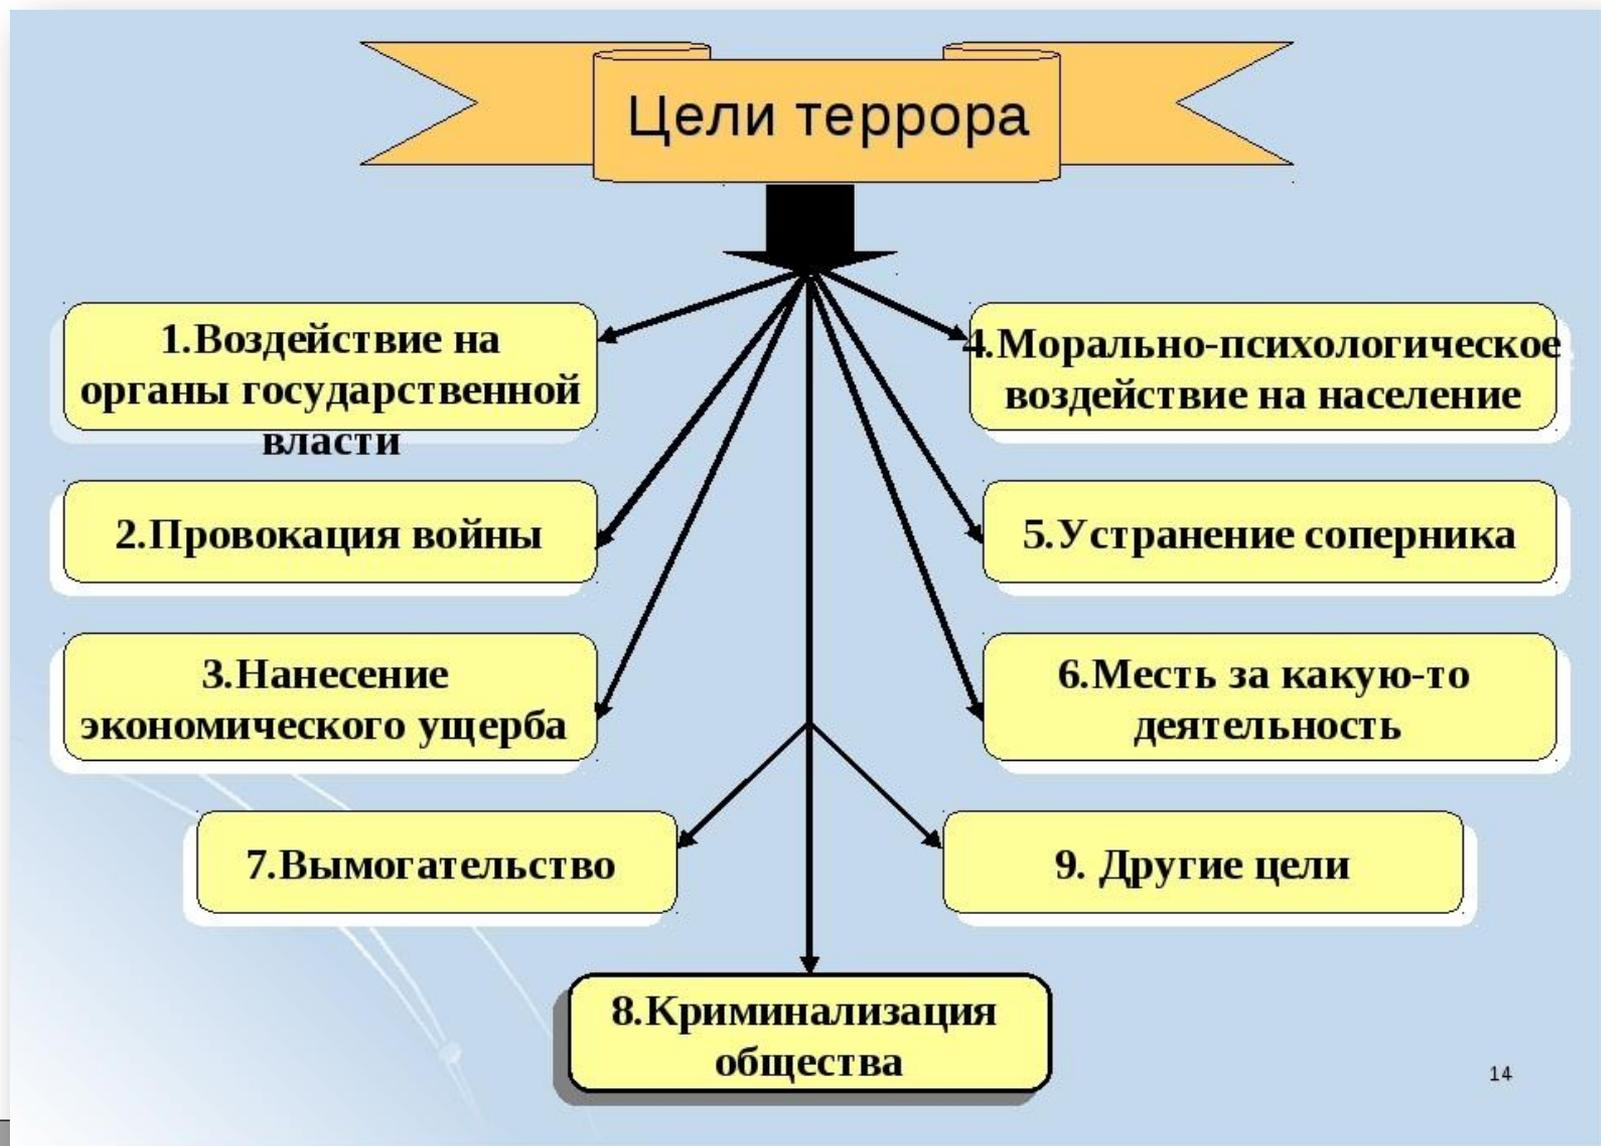 Цели террора
1.Воздействие на
органы государственной
власти
2.Провокация войны
3.Нанесение
экономического ущерба
4.Морально-психологическое
воздействие на население
5.Устранение соперника
6.Месть за какую-то
деятельность
7.Вымогательство
9. Другие цели
8.Криминализация
общества
14